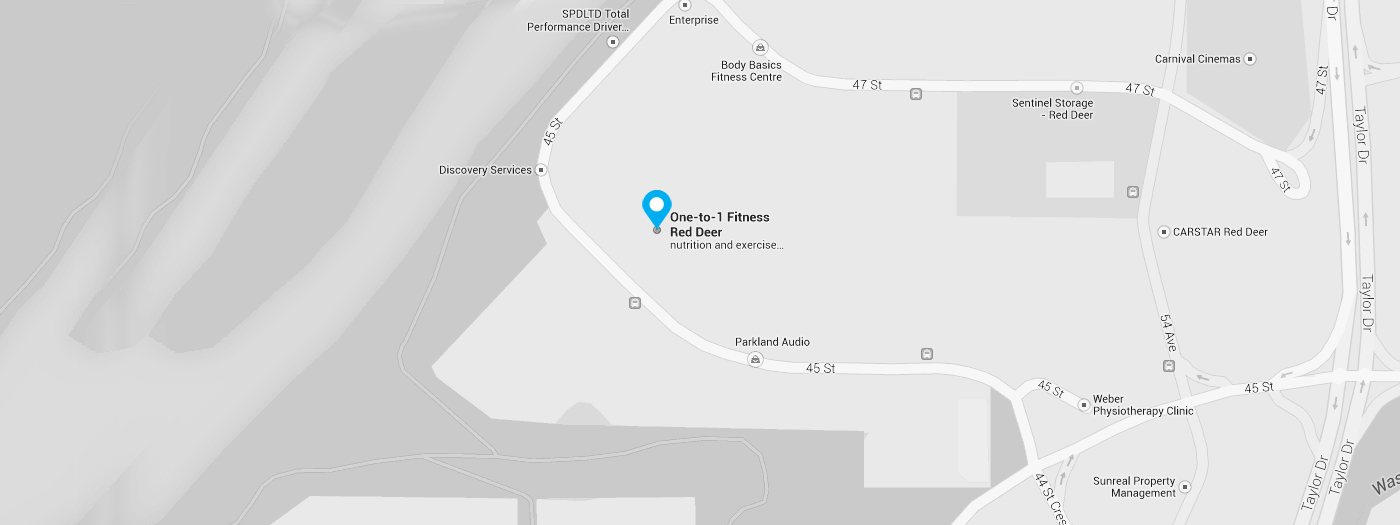 SPDLTD Total
Performance Driver...
Enterprise
Dr
Body Basics
Fitness Centre
Carnival Cinemas
47 St
47 St
47 St
Sentinel Storage
- Red Deer
45 St
Taylor Dr
Discovery Services
47 St
One-to-1 Fitness
Red Deer
nutrition and exercise...
CARSTAR Red Deer
Taylor Dr
54 Ave
Parkland Audio
45 St
45 St
45 St
Weber
Physiotherapy Clinic
Sunreal Property
Management
44 St Cres
Taylor Dr
Taylor Dr
Was